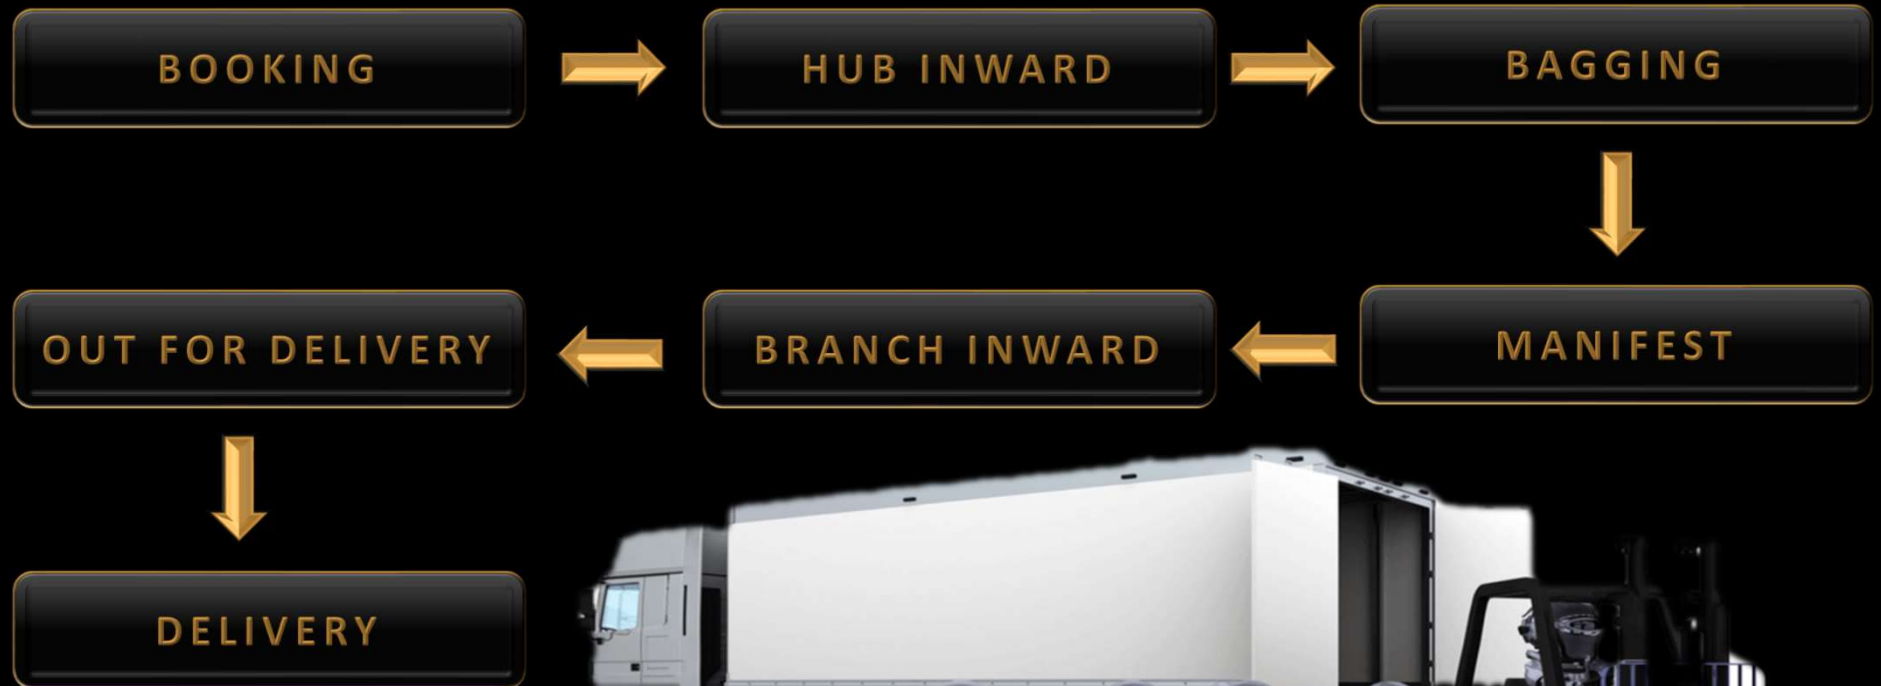 BOOKING
HUB INWARD
BAGGING
MANIFEST
BRANCH INWARD
OUT FOR DELIVERY
DELIVERY